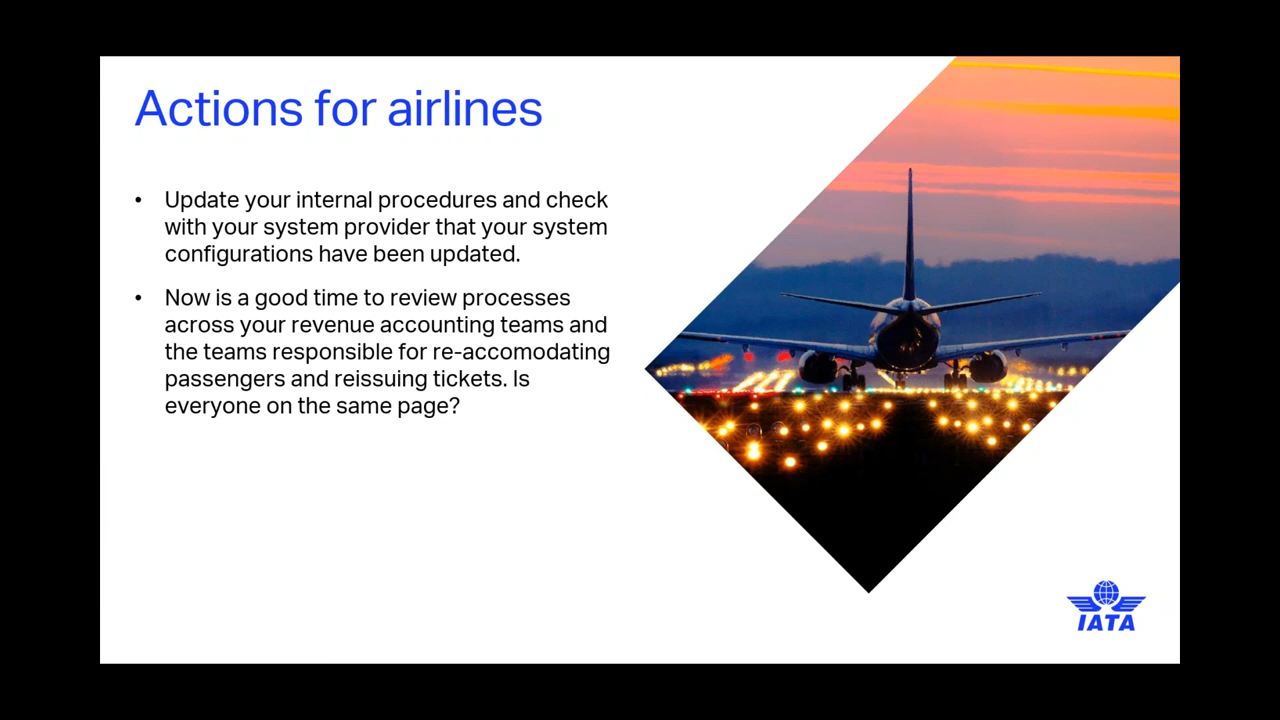 Actions for airlines
• Update your internal procedures and check
with your system provider that your system
configurations have been updated.
• Now is a good time to review processes
across your revenue accounting teams and
the teams responsible for re-accomodating
passengers and reissuing tickets. Is
everyone on the same page?
IATA